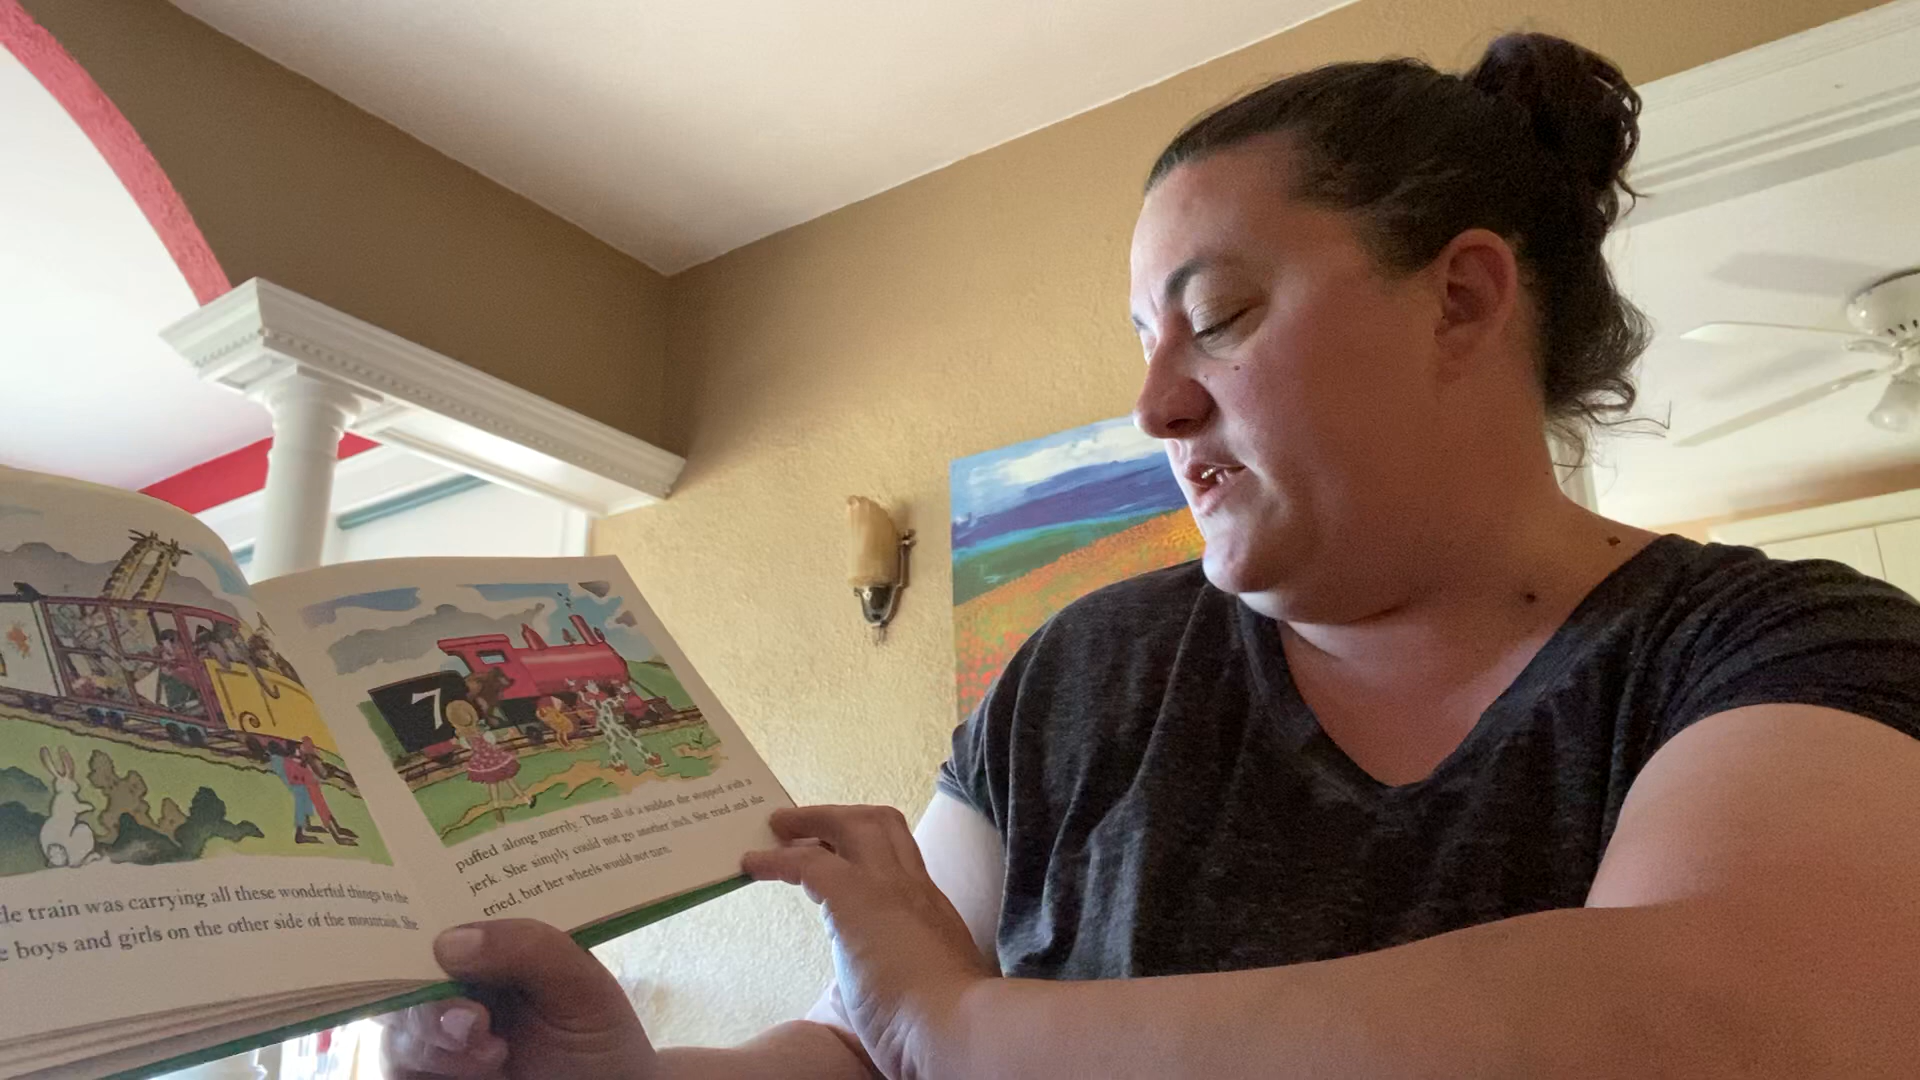 tle train was carrying all these wonderful things to the
e boys and girls on the other side of the mountain. She
7
puffed along merrily. Then all of a sudden she stopped with a
jerk. She simply could not go another inch. She tried and she
tried, but her wheels would not turn.